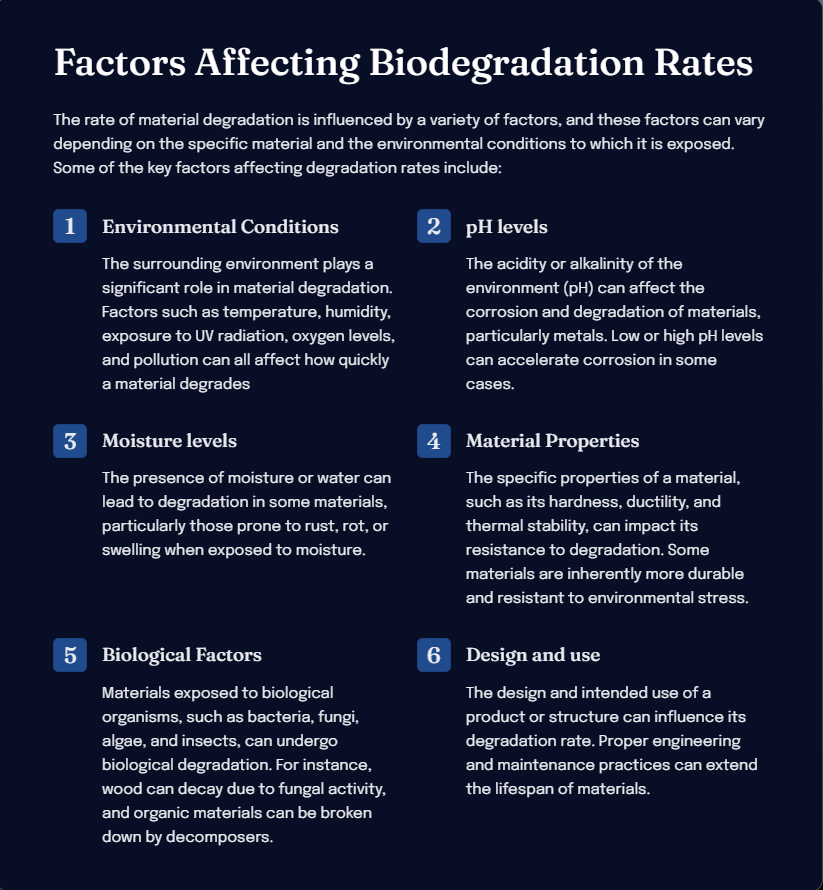 Factors Affecting Biodegradation Rates
The rate of material degradation is influenced by a variety of factors, and these factors can vary
depending on the specific material and the environmental conditions to which it is exposed.
Some of the key factors affecting degradation rates include:
1
Environmental Conditions
The surrounding environment plays a
significant role in material degradation.
Factors such as temperature, humidity,
exposure to UV radiation, oxygen levels,
and pollution can all affect how quickly
a material degrades
2
pH levels
The acidity or alkalinity of the
environment (pH) can affect the
corrosion and degradation of materials,
particularly metals. Low or high pH levels
can accelerate corrosion in some
cases.
3
Moisture levels
The presence of moisture or water can
lead to degradation in some materials,
particularly those prone to rust, rot, or
swelling when exposed to moisture.
4
Material Properties
The specific properties of a material,
such as its hardness, ductility, and
thermal stability, can impact its
resistance to degradation. Some
materials are inherently more durable
and resistant to environmental stress.
5
Biological Factors
Materials exposed to biological
organisms, such as bacteria, fungi,
algae, and insects, can undergo
biological degradation. For instance,
wood can decay due to fungal activity,
and organic materials can be broken
down by decomposers.
6
Design and use
The design and intended use of a
product or structure can influence its
degradation rate. Proper engineering
and maintenance practices can extend
the lifespan of materials.